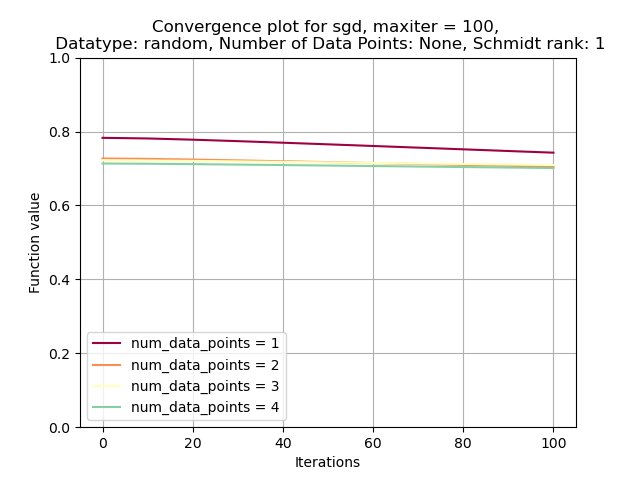 Convergence plot for sgd, maxiter = 100,
Datatype: random, Number of Data Points: None, Schmidt rank: 1
1.0
0.8
0.6
0.4
0.2
0.0
Function value
num_data_points = 1
num_data_points = 2
num_data_points = 3
num_data_points = 4
0 20 40 60 80 100
Iterations